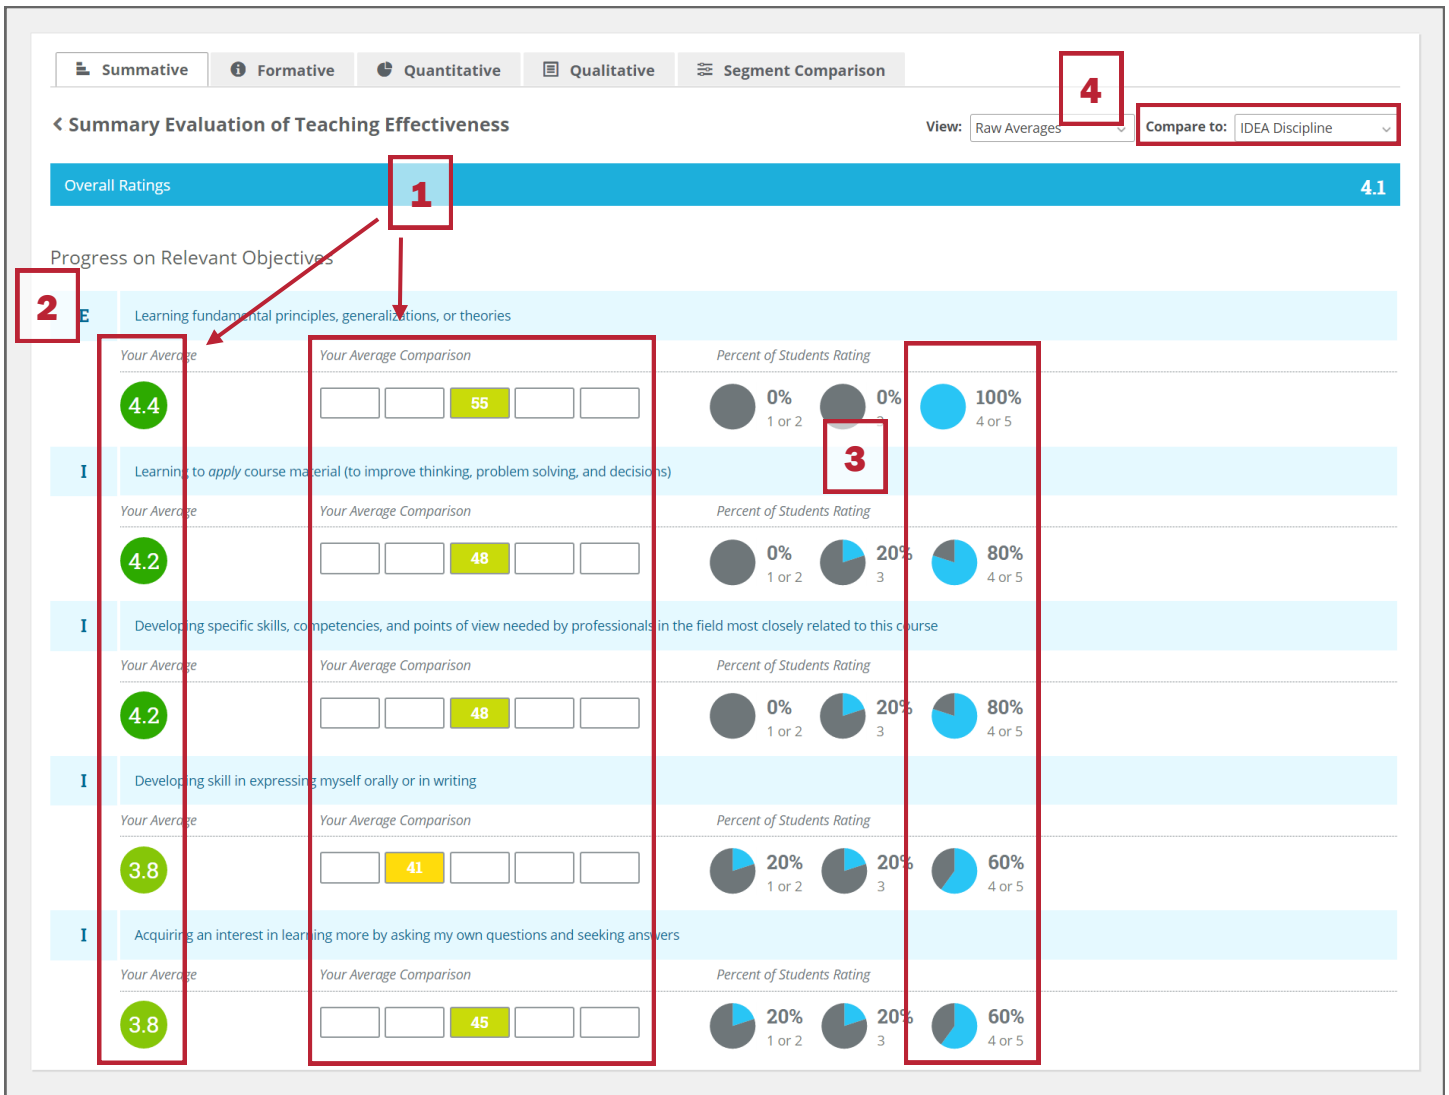 Summative Formative Quantitative Qualitative Segment Comparison
4
Summary Evaluation of Teaching Effectiveness View: Raw Averages Compare to: IDEA Discipline
Overall Ratings 1 4.1
Progress on Relevant Objectives
2
E Learning fundamental principles, generalizations, or theories
Your Average Your Average Comparison Percent of Students Rating
4.4 55 0% 0% 100%
1 or 2 3 4 or 5
3
I Learning to apply course material (to improve thinking, problem solving, and decisions)
Your Average Your Average Comparison Percent of Students Rating
4.2 48 0% 20% 80%
1 or 2 3 4 or 5
I Developing specific skills, competencies, and points of view needed by professionals in the field most closely related to this course
Your Average Your Average Comparison Percent of Students Rating
4.2 48 0% 20% 80%
1 or 2 3 4 or 5
I Developing skill in expressing myself orally or in writing
Your Average Your Average Comparison Percent of Students Rating
3.8 41 20% 20% 60%
1 or 2 3 4 or 5
I Acquiring an interest in learning more by asking my own questions and seeking answers
Your Average Your Average Comparison Percent of Students Rating
3.8 45 20% 20% 60%
1 or 2 3 4 or 5